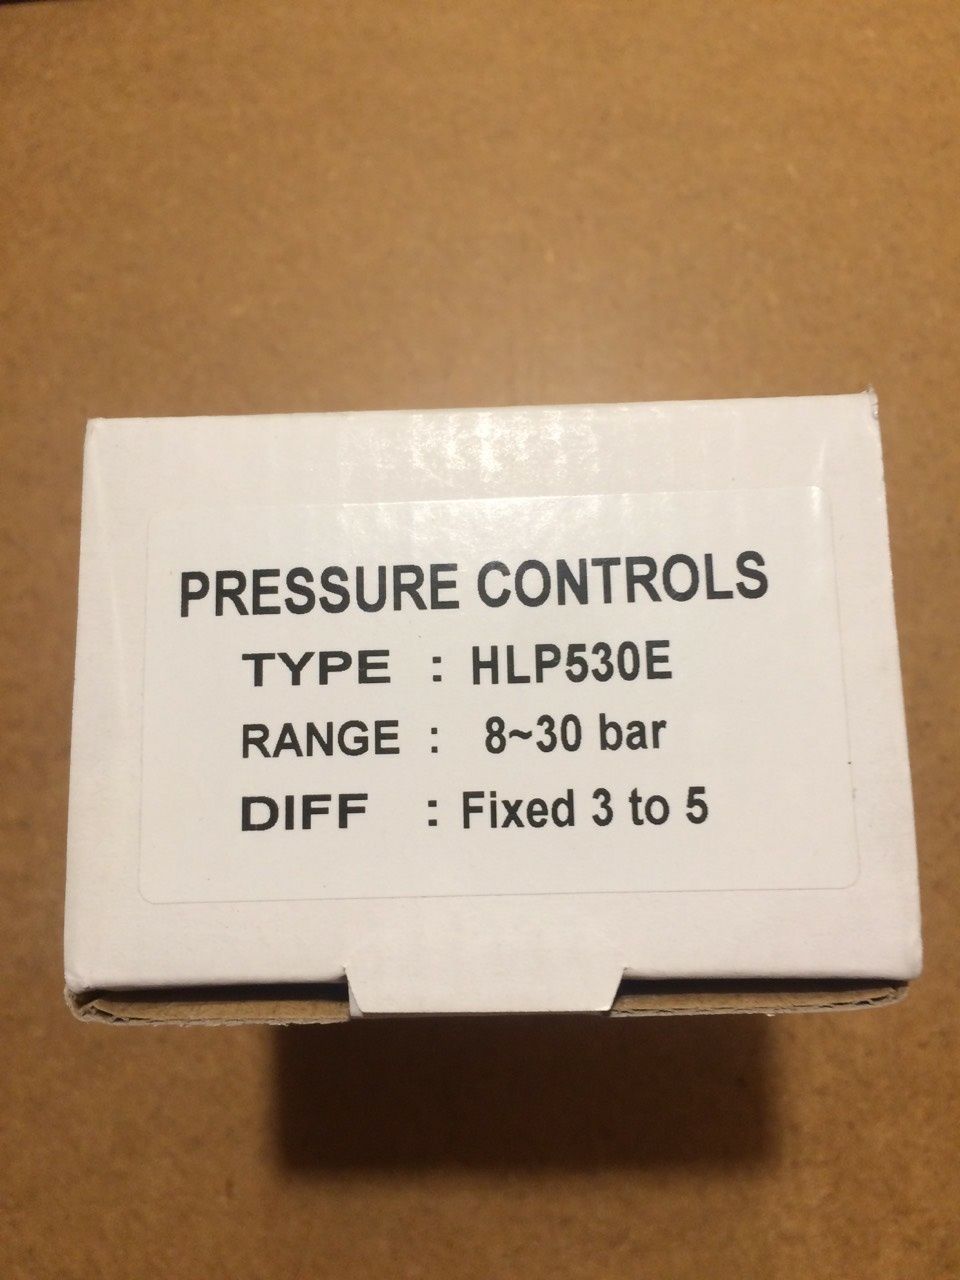 PRESSURE CONTROLS
TYPE : HLP530E
RANGE : 8~30 bar
DIFF : Fixed 3 to 5